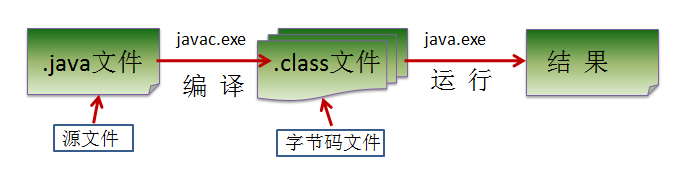 javac.exe
java.exe
.java文件
编 译
.class文件
运 行
结 果
源文件
字节码文件